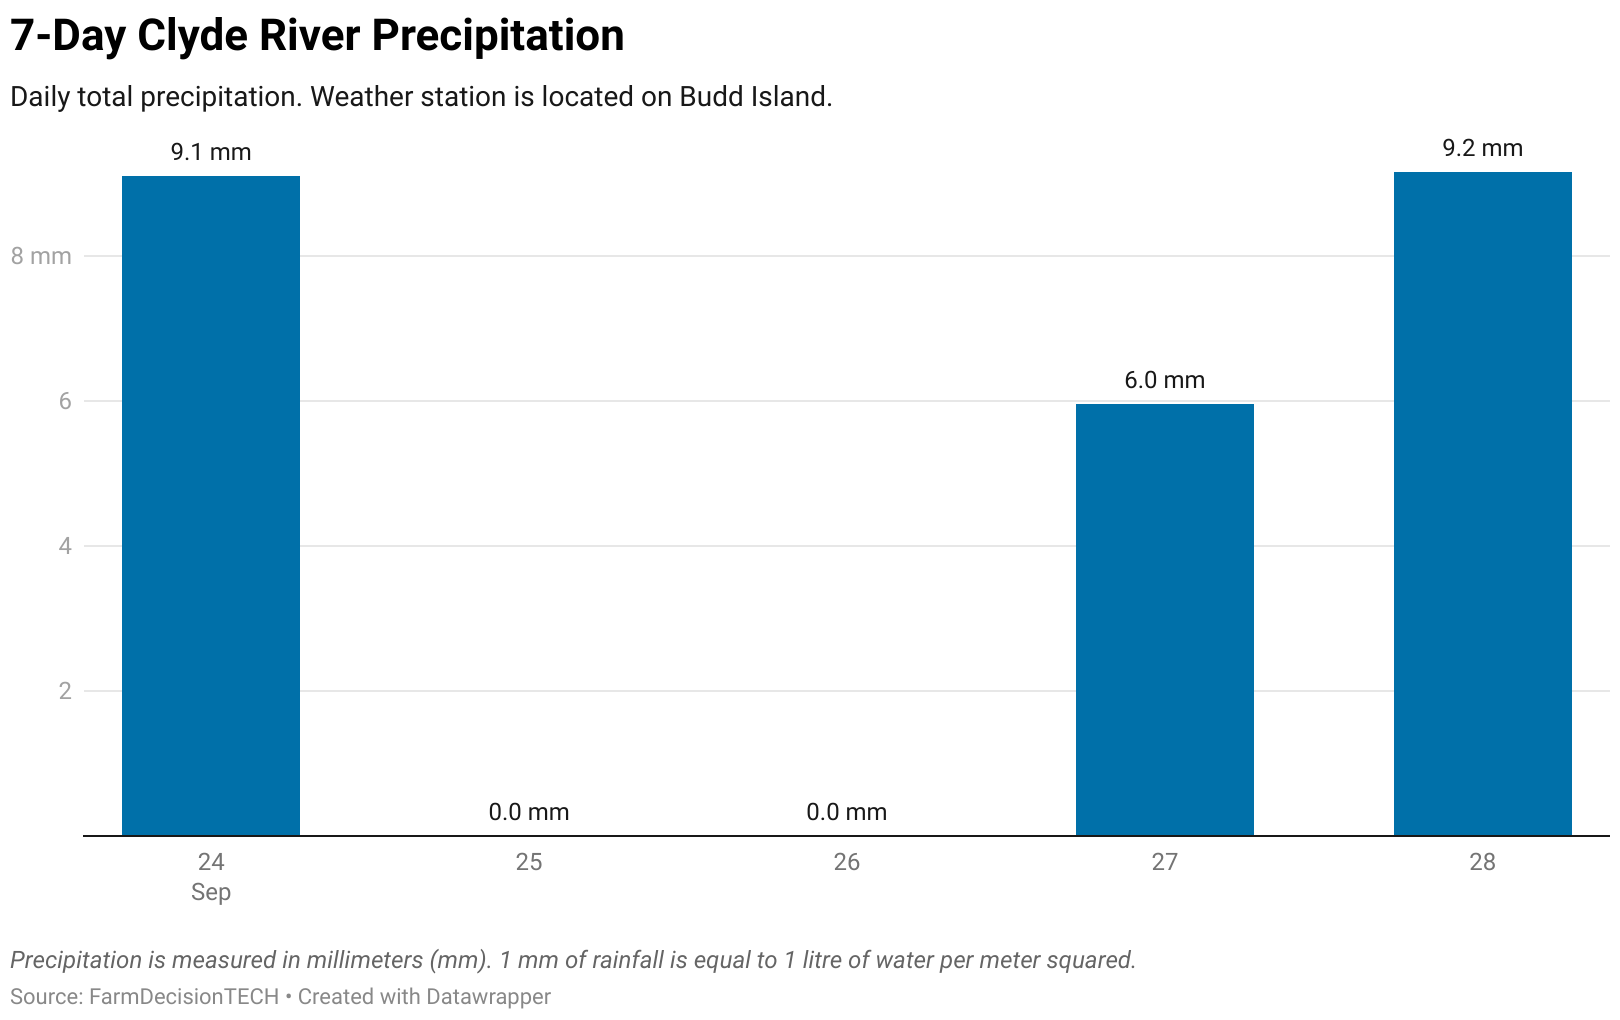 7-Day Clyde River Precipitation
Daily total precipitation. Weather station is located on Budd Island.
9.1 mm
9.2 mm
8 mm
6.0 mm
6
4
2
0.0 mm
0.0 mm
24
25
26
27
28
Sep
Precipitation is measured in millimeters (mm). 1 mm of rainfall is equal to 1 litre of water per meter squared.
Source: FarmDecisionTECH • Created with Datawrapper